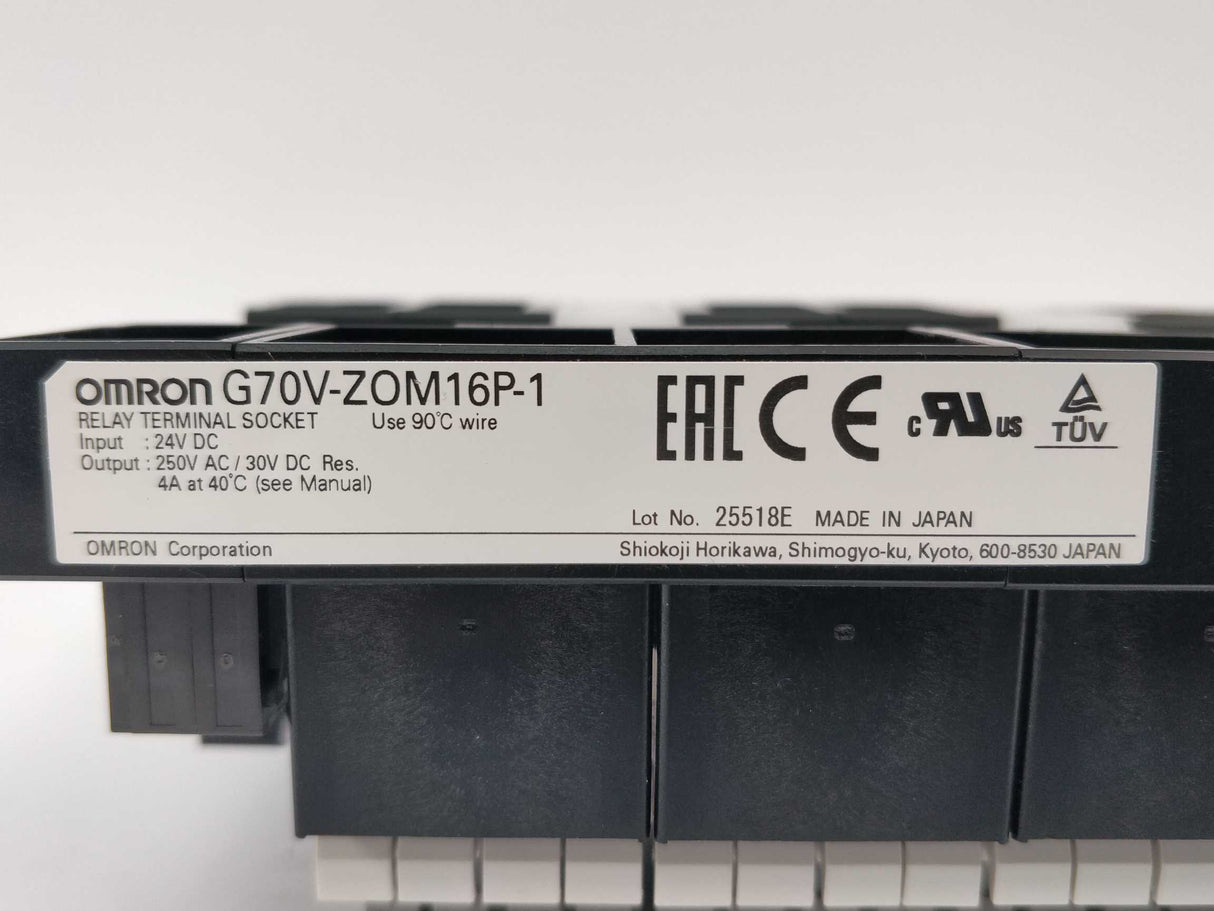 OMRON G70V-ZOM16P-1
RELAY TERMINAL SOCKET Use 90°C wire
Input : 24V DC
Output : 250V AC / 30V DC Res.
4A at 40°C (see Manual)
EAC CE c RU US TÜV
Lot No. 25518E MADE IN JAPAN
OMRON Corporation Shiokoji Horikawa, Shimogyo-ku, Kyoto, 600-8530 JAPAN